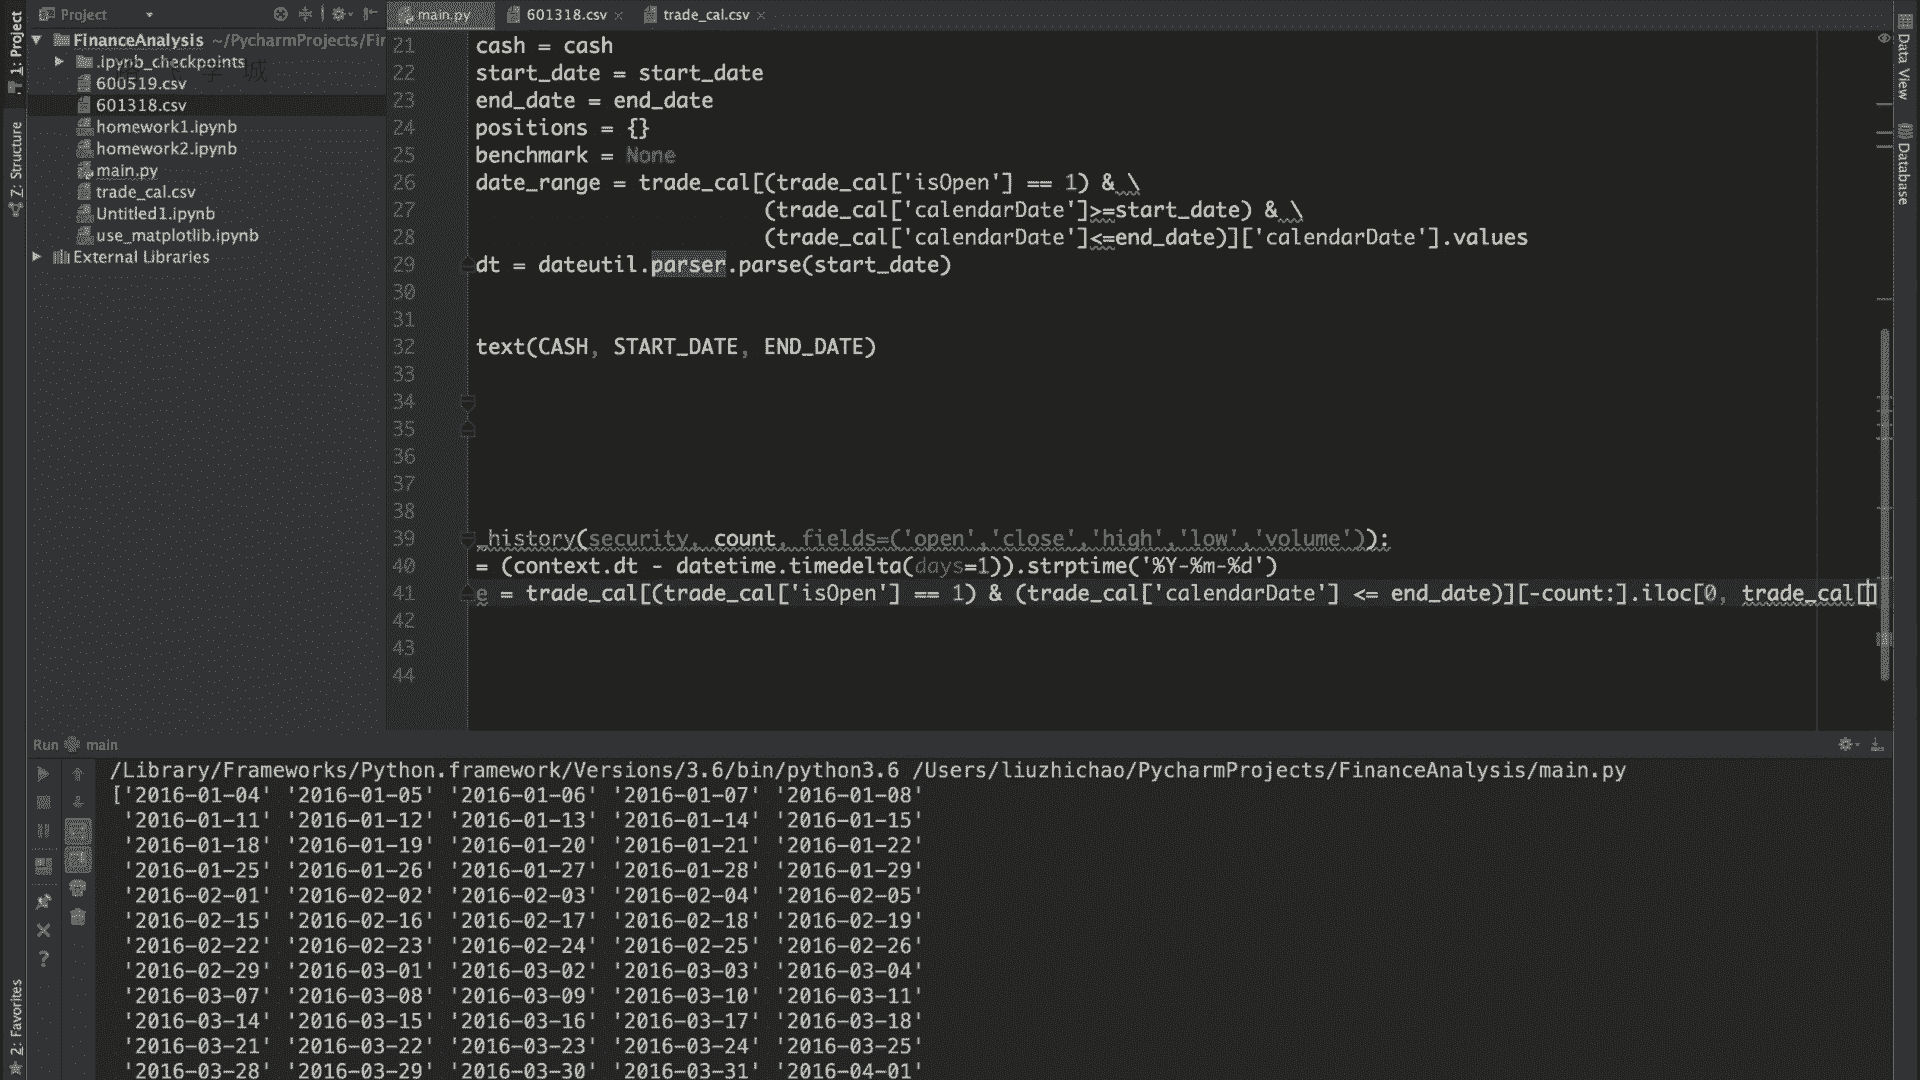 Project
main.py
601318.csv
trade_cal.csv
1: Project
FinanceAnalysis ~/PycharmProjects/Fir
.ipynb_checkpoints
600519.csv
601318.csv
homework1.ipynb
homework2.ipynb
main.py
trade_cal.csv
Untitled1.ipynb
use_matplotlib.ipynb
External Libraries
Z: Structure
2: Favorites
Data View
Database
21 cash = cash
22 start_date = start_date
23 end_date = end_date
24 positions = {}
25 benchmark = None
26 date_range = trade_cal[(trade_cal['isOpen'] == 1) & \
27 (trade_cal['calendarDate']>=start_date) & \
28 (trade_cal['calendarDate']<=end_date)]['calendarDate'].values
29 dt = dateutil.parser.parse(start_date)
30
31
32 text(CASH, START_DATE, END_DATE)
33
34
35
36
37
38
39 _history(security, count, fields=('open','close','high','low','volume')):
40 = (context.dt - datetime.timedelta(days=1)).strptime('%Y-%m-%d')
41 e = trade_cal[(trade_cal['isOpen'] == 1) & (trade_cal['calendarDate'] <= end_date)][-count:].iloc[0, trade_cal[]
42
43
44
Run main
/Library/Frameworks/Python.framework/Versions/3.6/bin/python3.6 /Users/liuzhichao/PycharmProjects/FinanceAnalysis/main.py
['2016-01-04' '2016-01-05' '2016-01-06' '2016-01-07' '2016-01-08'
'2016-01-11' '2016-01-12' '2016-01-13' '2016-01-14' '2016-01-15'
'2016-01-18' '2016-01-19' '2016-01-20' '2016-01-21' '2016-01-22'
'2016-01-25' '2016-01-26' '2016-01-27' '2016-01-28' '2016-01-29'
'2016-02-01' '2016-02-02' '2016-02-03' '2016-02-04' '2016-02-05'
'2016-02-15' '2016-02-16' '2016-02-17' '2016-02-18' '2016-02-19'
'2016-02-22' '2016-02-23' '2016-02-24' '2016-02-25' '2016-02-26'
'2016-02-29' '2016-03-01' '2016-03-02' '2016-03-03' '2016-03-04'
'2016-03-07' '2016-03-08' '2016-03-09' '2016-03-10' '2016-03-11'
'2016-03-14' '2016-03-15' '2016-03-16' '2016-03-17' '2016-03-18'
'2016-03-21' '2016-03-22' '2016-03-23' '2016-03-24' '2016-03-25'
'2016-03-28' '2016-03-29' '2016-03-30' '2016-03-31' '2016-04-01'